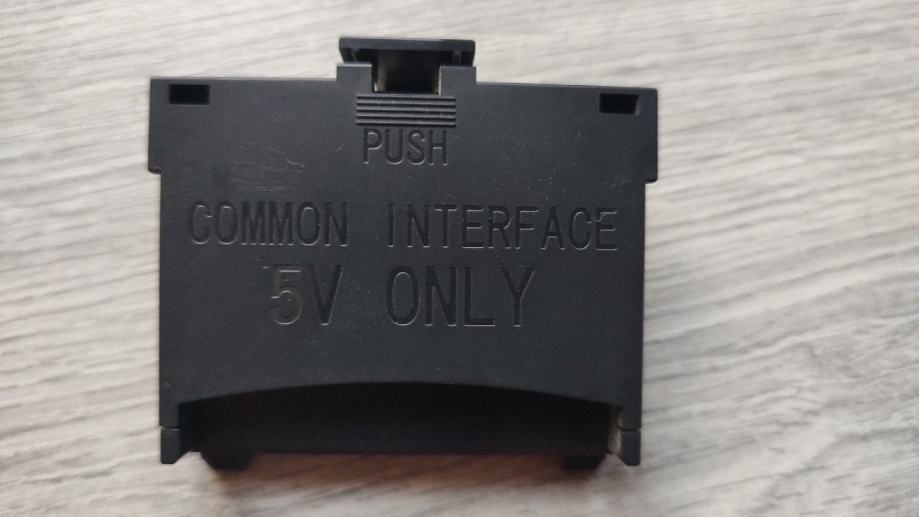 PUSH
COMMON INTERFACE
5V ONLY